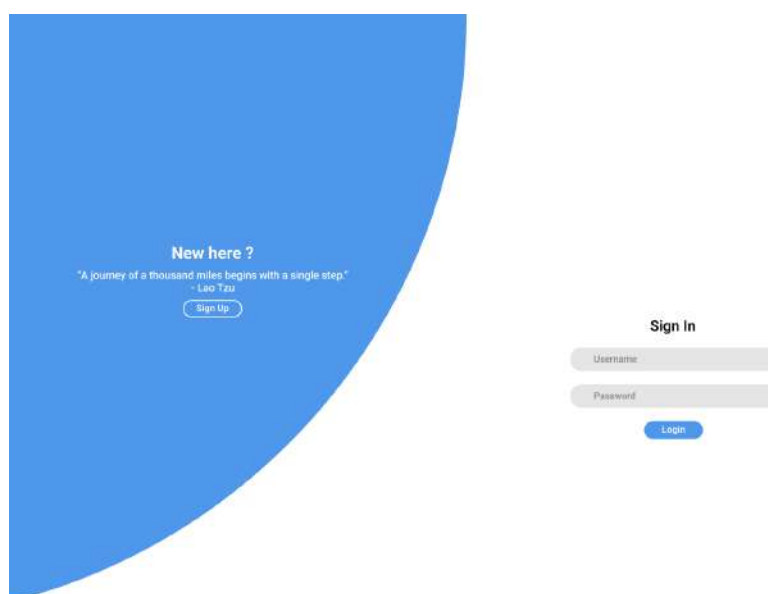 New here ?
"A journey of a thousand miles begins with a single step."
- Lao Tzu
Sign Up
Sign In
Username
Password
Login